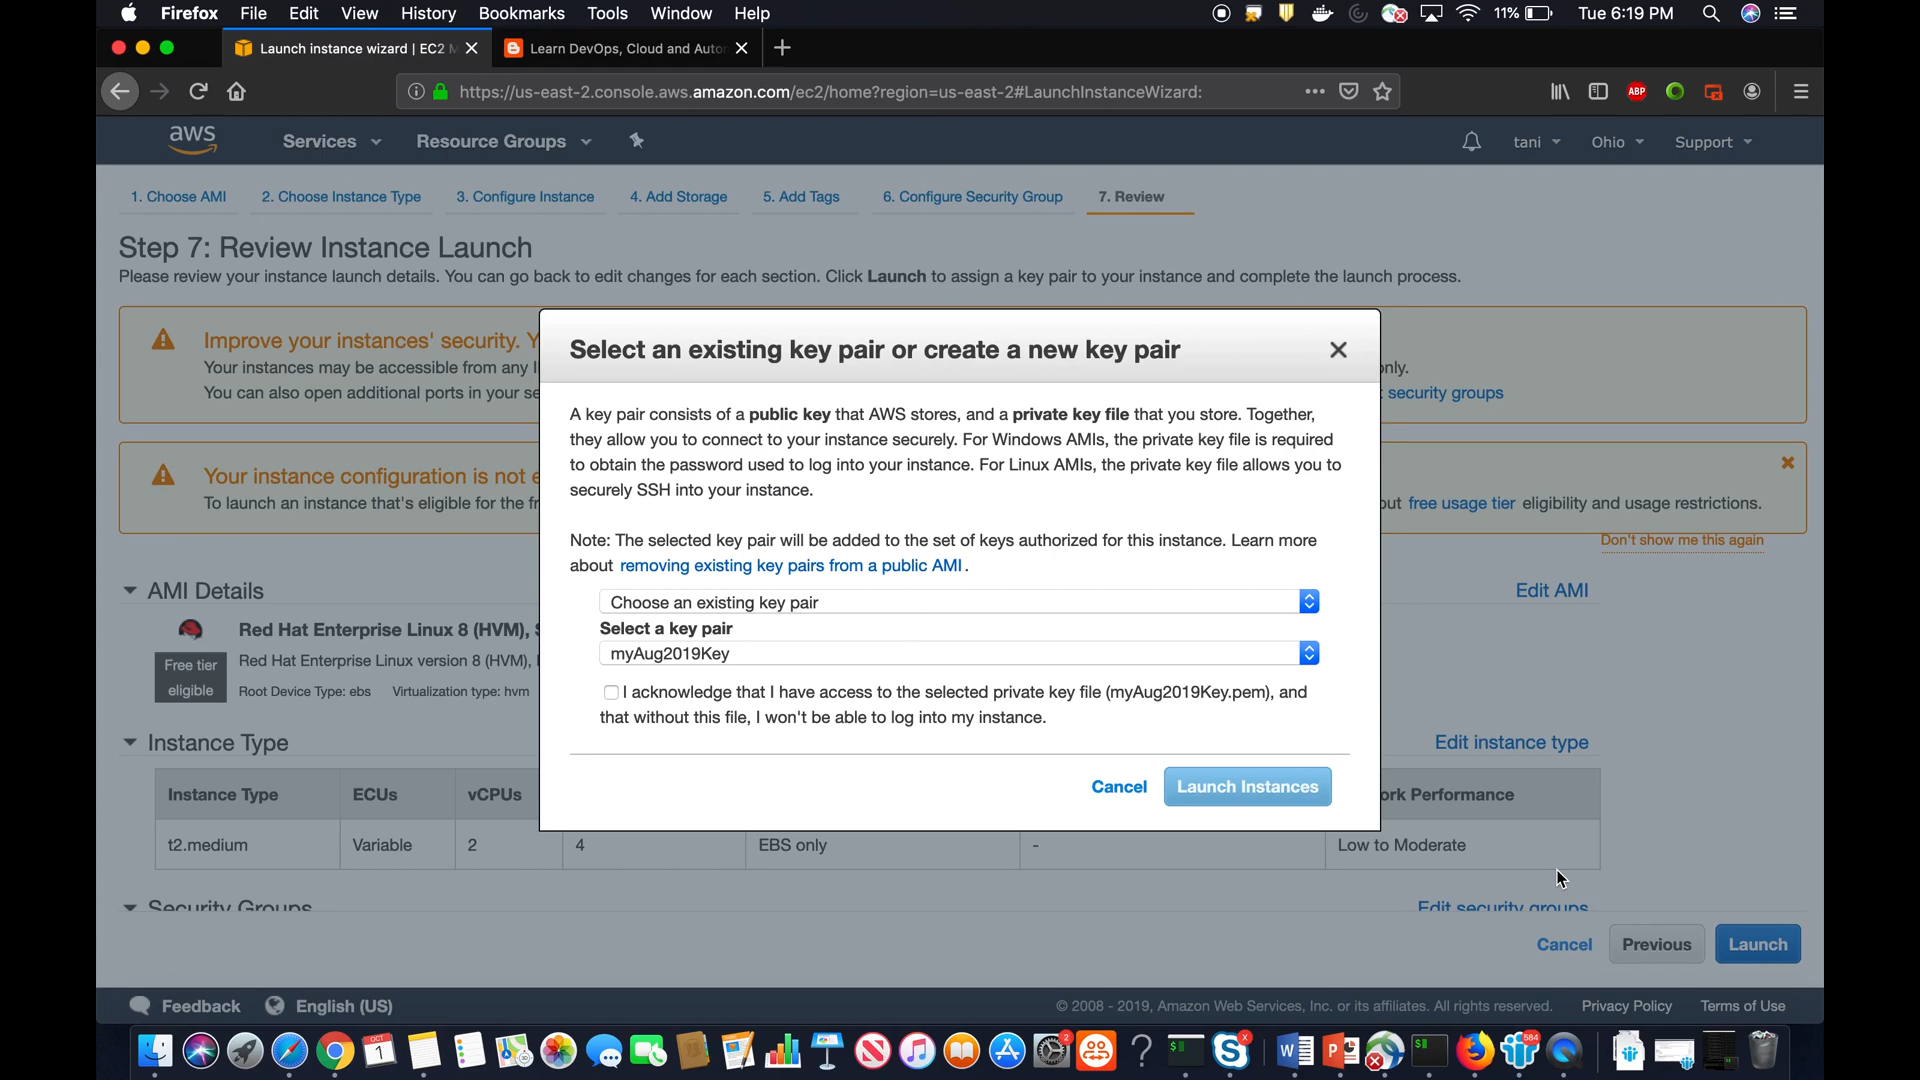 Firefox File Edit View History Bookmarks Tools Window Help 11% Tue 6:19 PM
Launch instance wizard | EC2 M Learn DevOps, Cloud and Auto
https://us-east-2.console.aws.amazon.com/ec2/home?region=us-east-2#LaunchInstanceWizard: ABP
aws Services Resource Groups tani Ohio Support
1. Choose AMI 2. Choose Instance Type 3. Configure Instance 4. Add Storage 5. Add Tags 6. Configure Security Group 7. Review
Step 7: Review Instance Launch
Please review your instance launch details. You can go back to edit changes for each section. Click Launch to assign a key pair to your instance and complete the launch process.
Improve your instances' security. Y
Your instances may be accessible from any I only.
You can also open additional ports in your se security groups
Your instance configuration is not e
To launch an instance that's eligible for the fr out free usage tier eligibility and usage restrictions.
Don't show me this again
Select an existing key pair or create a new key pair
A key pair consists of a public key that AWS stores, and a private key file that you store. Together,
they allow you to connect to your instance securely. For Windows AMIs, the private key file is required
to obtain the password used to log into your instance. For Linux AMIs, the private key file allows you to
securely SSH into your instance.
Note: The selected key pair will be added to the set of keys authorized for this instance. Learn more
about removing existing key pairs from a public AMI.
Choose an existing key pair
Select a key pair
myAug2019Key
I acknowledge that I have access to the selected private key file (myAug2019Key.pem), and
that without this file, I won't be able to log into my instance.
Cancel Launch Instances
AMI Details Edit AMI
Red Hat Enterprise Linux 8 (HVM), S
Free tier eligible
Red Hat Enterprise Linux version 8 (HVM),
Root Device Type: ebs Virtualization type: hvm
Instance Type Edit instance type
Instance Type ECUs vCPUs ork Performance
t2.medium Variable 2 4 EBS only - Low to Moderate
Security Groups Edit security groups
Cancel Previous Launch
Feedback English (US) © 2008 - 2019, Amazon Web Services, Inc. or its affiliates. All rights reserved. Privacy Policy Terms of Use
1 2 584